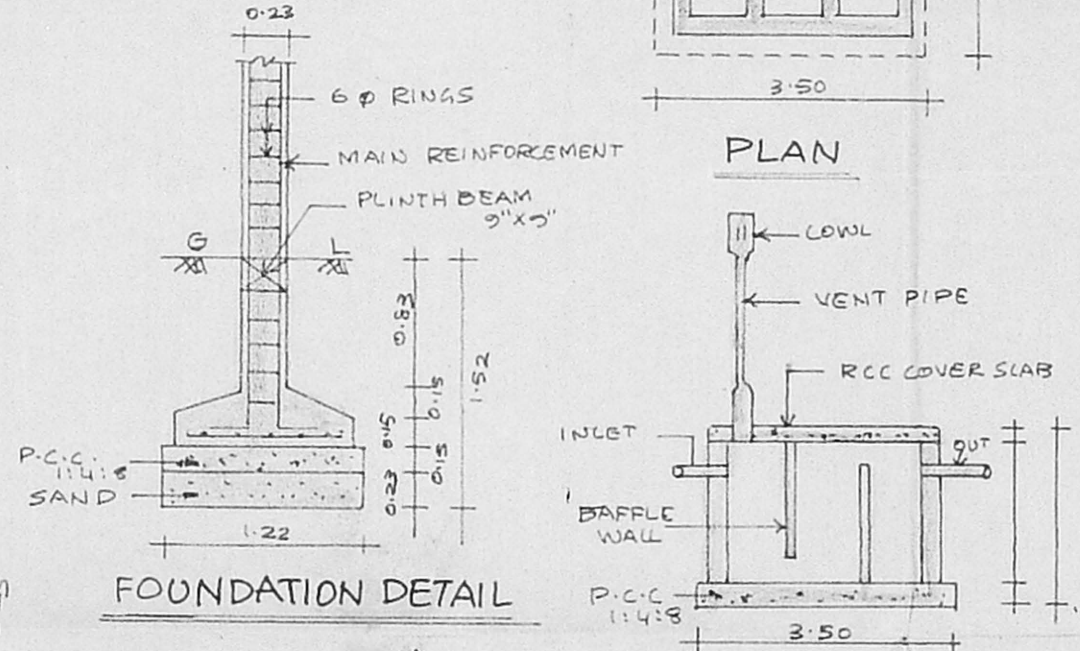 0.23
6 φ RINGS
MAIN REINFORCEMENT
PLINTH BEAM
9"x9"
G L
0.83
0.15
0.15
0.15
0.23
1.52
P.C.C.
1:4:8
SAND
1.22
FOUNDATION DETAIL
3.50
PLAN
COWL
VENT PIPE
RCC COVER SLAB
INLET
OUT
BAFFLE
WALL
P.C.C
1:4:8
3.50